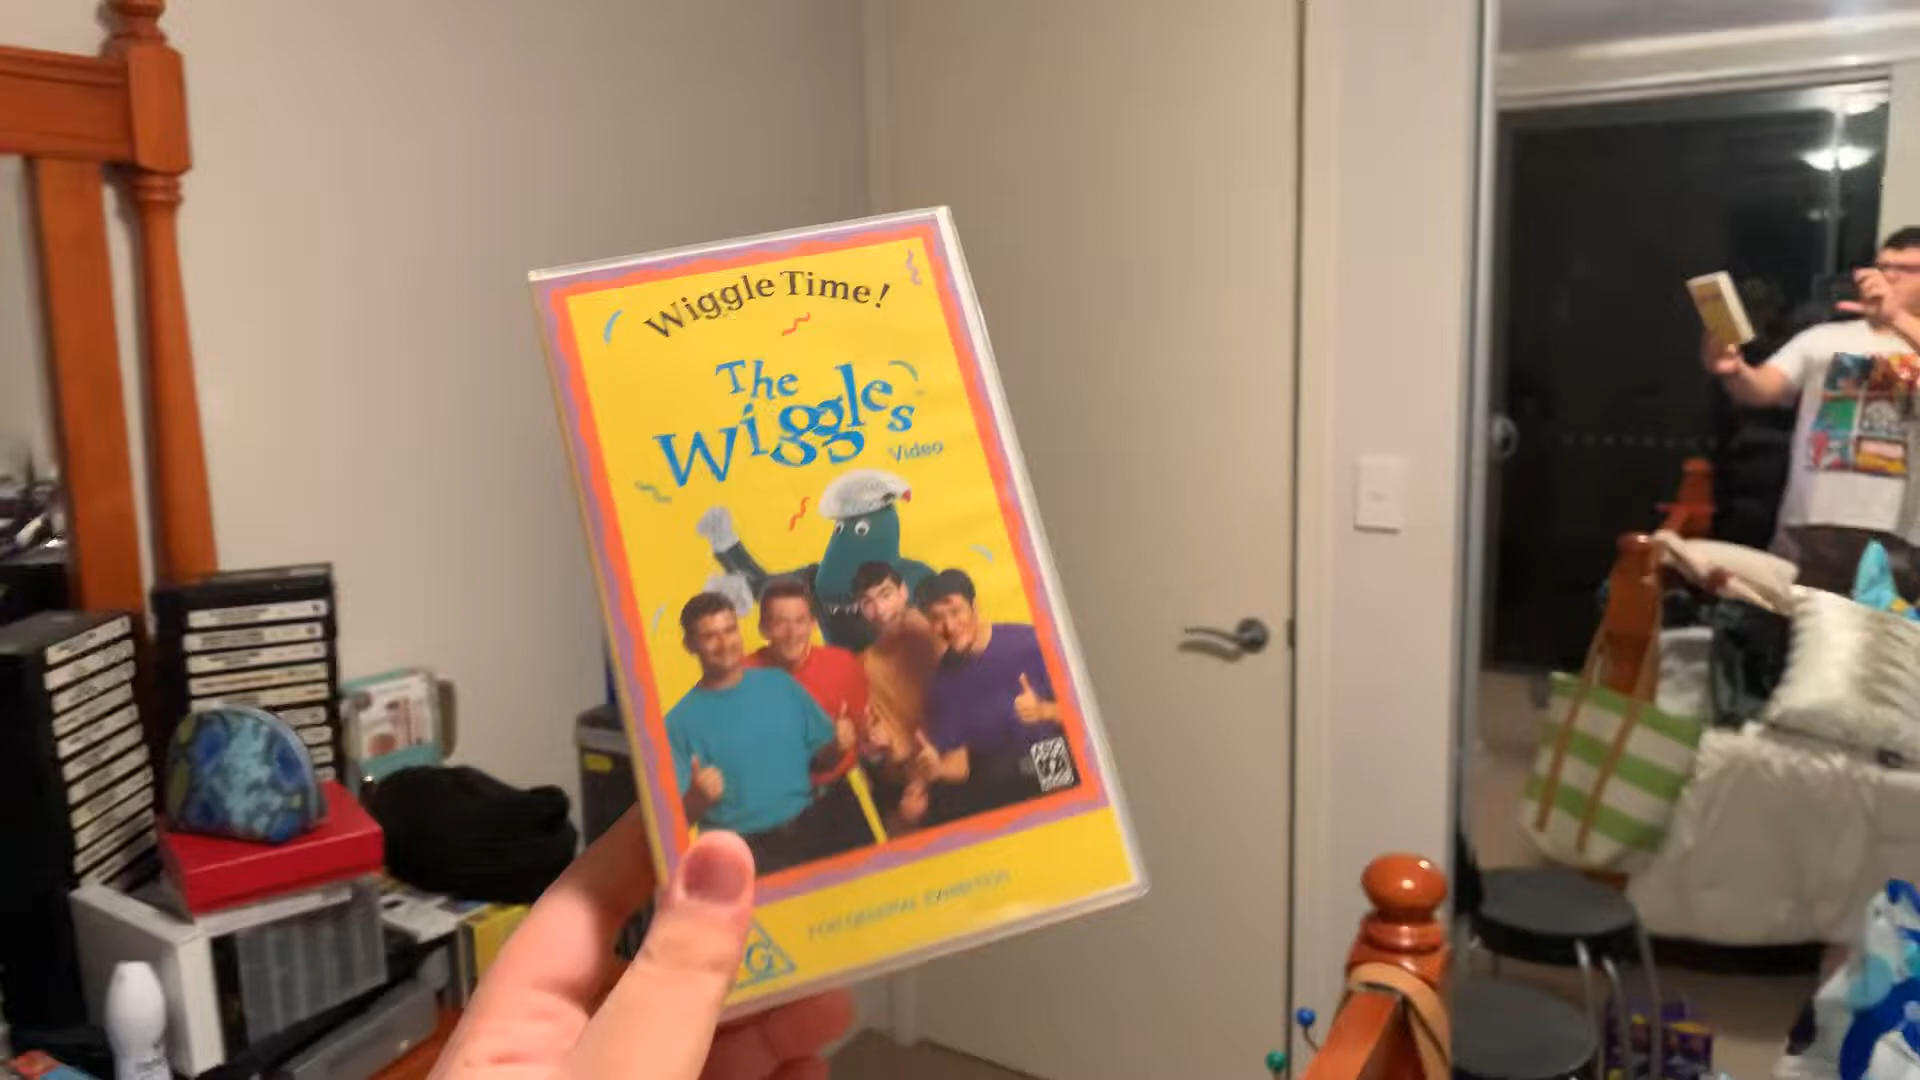 Wiggle Time!
The
Wiggles
Video
FOR GENERAL EXHIBITION
G